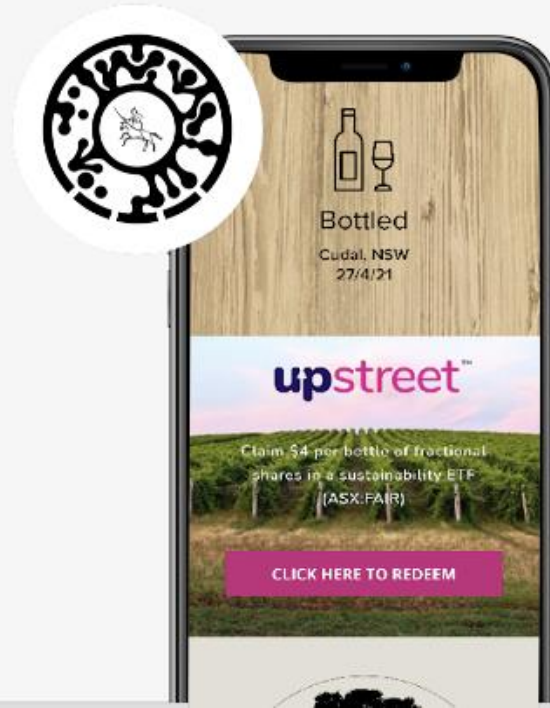 Bottled
Cudal, NSW
27/4/21
upstreet™
Claim $4 per bottle of fractional
shares in a sustainability ETF
(ASX:FAIR)
CLICK HERE TO REDEEM